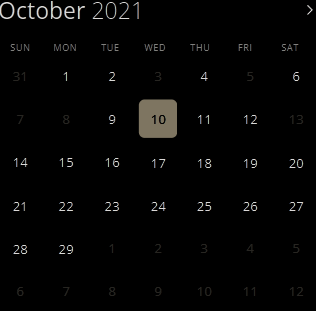 October 2021
SUN MON TUE WED THU FRI SAT
31 1 2 3 4 5 6
7 8 9 10 11 12 13
14 15 16 17 18 19 20
21 22 23 24 25 26 27
28 29 1 2 3 4 5
6 7 8 9 10 11 12